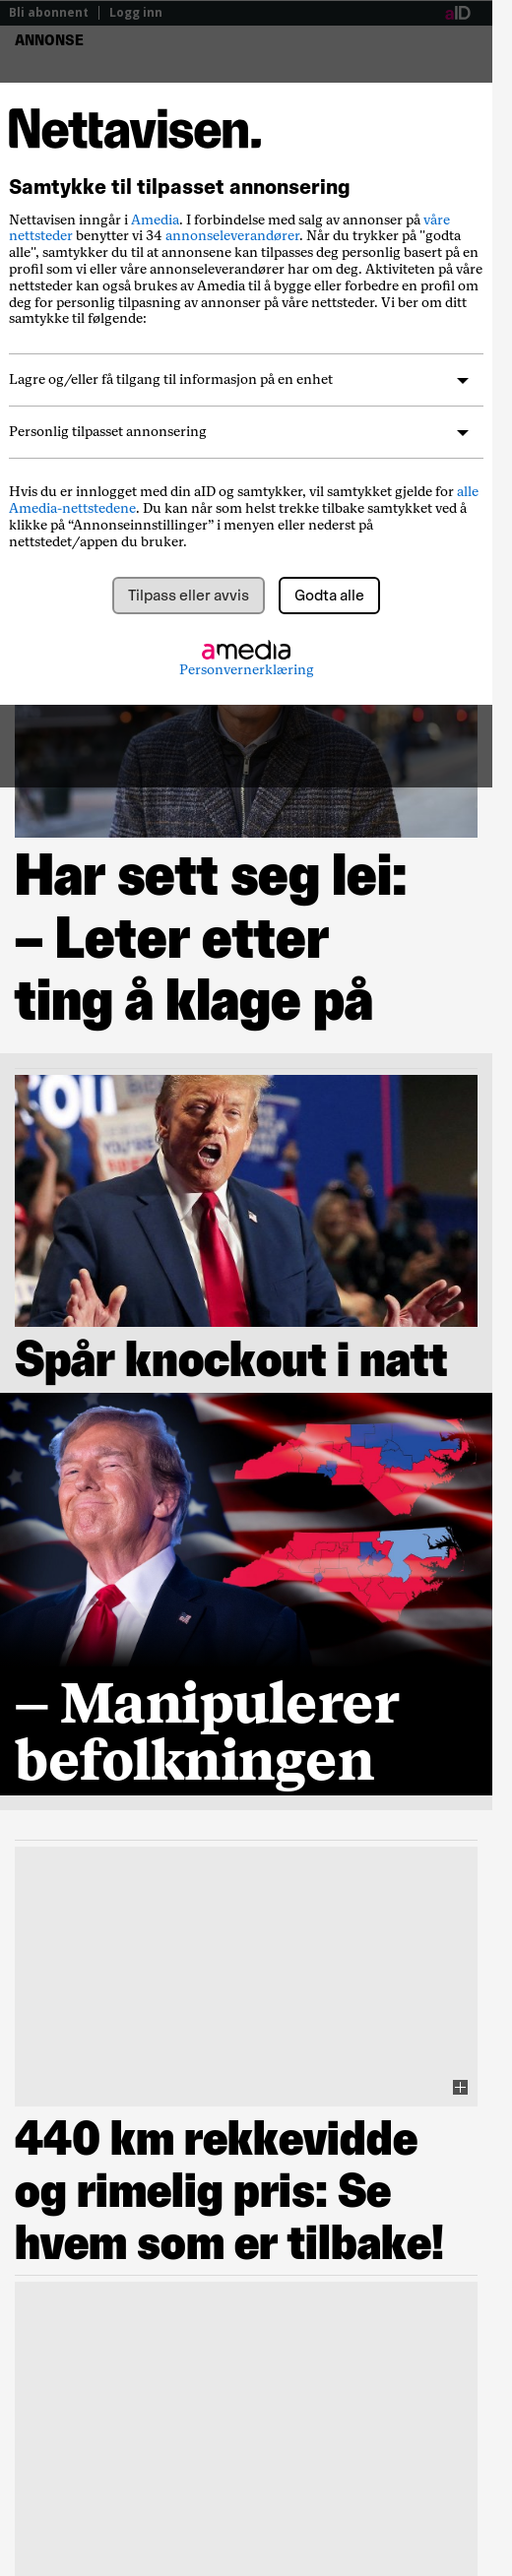 Bli abonnent | Logg inn
aID
ANNONSE
Nettavisen.
Samtykke til tilpasset annonsering
Nettavisen inngår i Amedia. I forbindelse med salg av annonser på våre
nettsteder benytter vi 34 annonseleverandører. Når du trykker på "godta
alle", samtykker du til at annonsene kan tilpasses deg personlig basert på en
profil som vi eller våre annonseleverandører har om deg. Aktiviteten på våre
nettsteder kan også brukes av Amedia til å bygge eller forbedre en profil om
deg for personlig tilpasning av annonser på våre nettsteder. Vi ber om ditt
samtykke til følgende:
Lagre og/eller få tilgang til informasjon på en enhet
Personlig tilpasset annonsering
Hvis du er innlogget med din aID og samtykker, vil samtykket gjelde for alle
Amedia-nettstedene. Du kan når som helst trekke tilbake samtykket ved å
klikke på “Annonseinnstillinger” i menyen eller nederst på
nettstedet/appen du bruker.
Tilpass eller avvis
Godta alle
amedia
Personvernerklæring
Har sett seg lei:
– Leter etter
ting å klage på
Spår knockout i natt
– Manipulerer
befolkningen
440 km rekkevidde
og rimelig pris: Se
hvem som er tilbake!